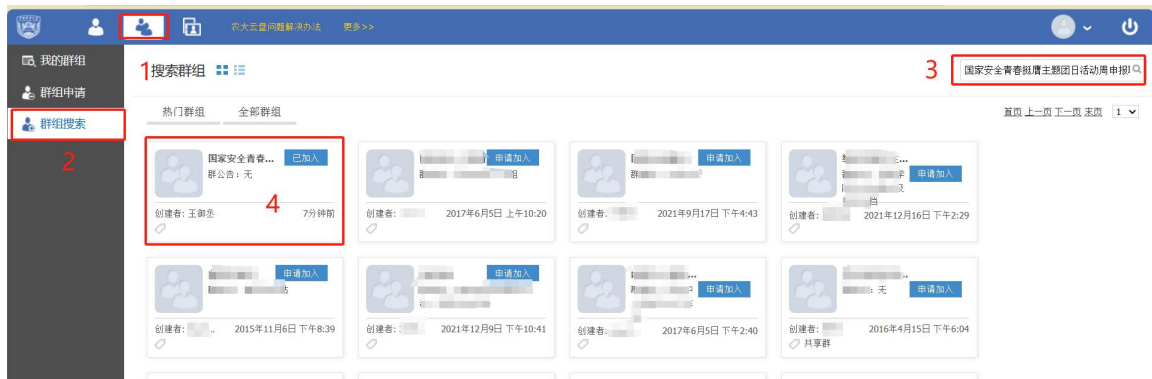 农大云盘问题解决办法 更多>>
我的群组
群组申请
群组搜索
2
1
搜索群组
3
国家安全青春挺膺主题团日活动周申报
热门群组 全部群组
首页 上一页 下一页 末页 1
国家安全青春... 已加入
群公告：无
4
创建者: 王御丞 7分钟前
申请加入
组
创建者: 2017年6月5日 上午10:20
申请加入
创建者: 2021年9月17日 下午4:43
...
学 申请加入
及
档
创建者: 2021年12月16日 下午2:29
申请加入
创建者: .. 2015年11月6日 下午8:39
申请加入
创建者: 2021年12月9日 下午10:41
...
申请加入
创建者: 2017年6月5日 下午2:40
..
: 无 申请加入
创建者: 2016年4月15日 下午6:04
共享群